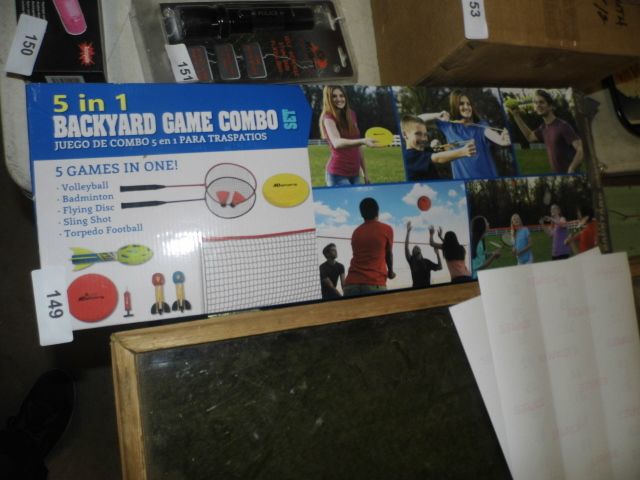 150
151
POLICE
53
5 in 1
BACKYARD GAME COMBO SET
JUEGO DE COMBO 5 en 1 PARA TRASPATIOS
5 GAMES IN ONE!
· Volleyball
· Badminton
· Flying Disc
· Sling Shot
· Torpedo Football
149